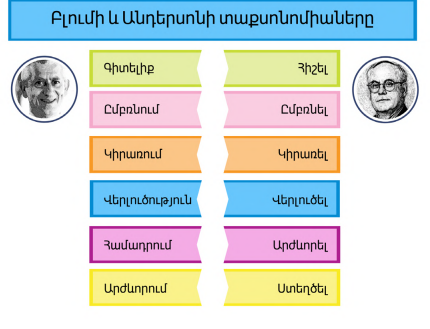 Բլումի և Անդերսոնի տաքսոնոմիաները
Գիտելիք Հիշել
Ըմբռնում Ըմբռնել
Կիրառում Կիրառել
Վերլուծություն Վերլուծել
Համադրում Արժևորել
Արժևորում Ստեղծել